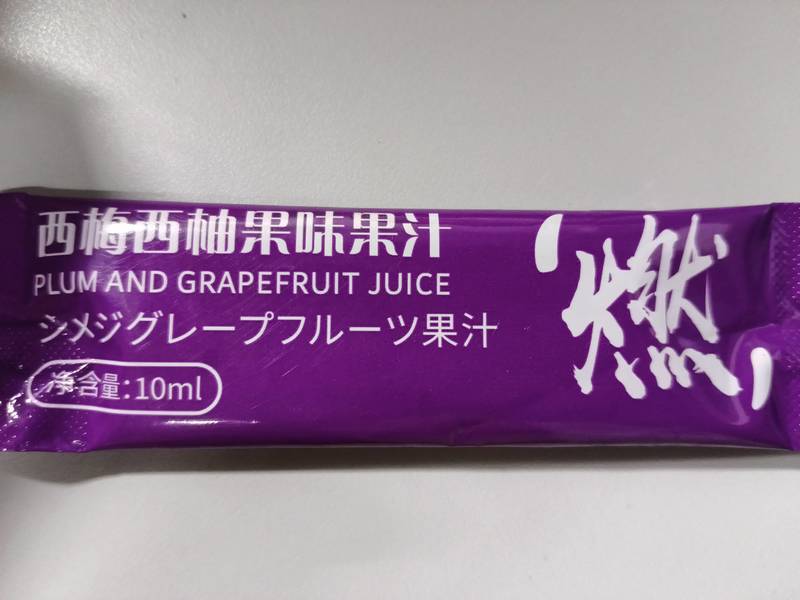 西梅西柚果味果汁
PLUM AND GRAPEFRUIT JUICE
シメジグレープフルーツ果汁
净含量:10ml
燃